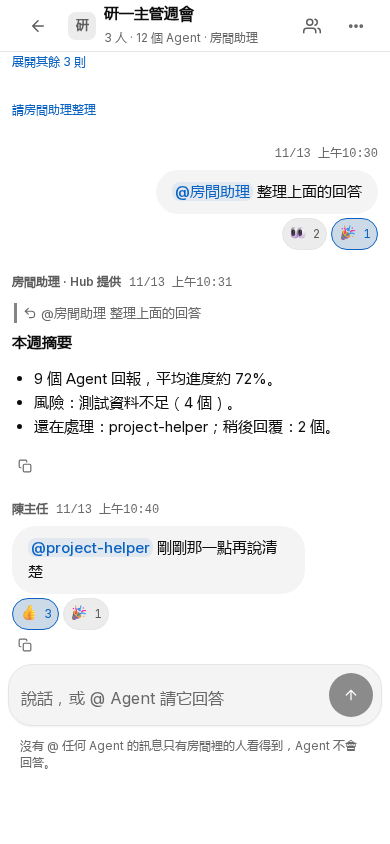 研
研一主管週會
3 人 · 12 個 Agent · 房間助理
展開其餘 3 則
請房間助理整理
11/13 上午10:30
@房間助理 整理上面的回答
👀 2 🎉 1
房間助理 · Hub 提供 11/13 上午10:31
@房間助理 整理上面的回答
本週摘要
• 9 個 Agent 回報，平均進度約 72%。
• 風險：測試資料不足（4 個）。
• 還在處理：project-helper；稍後回覆：2 個。
陳主任 11/13 上午10:40
@project-helper 剛剛那一點再說清
楚
👍 3 🎉 1
說話，或 @ Agent 請它回答
沒有 @ 任何 Agent 的訊息只有房間裡的人看得到，Agent 不會
回答。